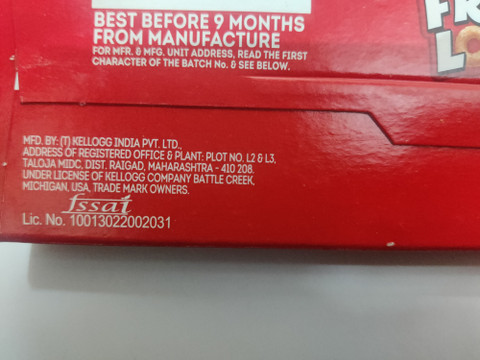 BEST BEFORE 9 MONTHS
FROM MANUFACTURE
FOR MFR. & MFG. UNIT ADDRESS, READ THE FIRST
CHARACTER OF THE BATCH No. & SEE BELOW.
MFD. BY: (T) KELLOGG INDIA PVT. LTD.,
ADDRESS OF REGISTERED OFFICE & PLANT: PLOT NO. L2 & L3,
TALOJA MIDC, DIST. RAIGAD, MAHARASHTRA - 410 208.
UNDER LICENSE OF KELLOGG COMPANY BATTLE CREEK,
MICHIGAN, USA, TRADE MARK OWNERS.
fssai
Lic. No. 10013022002031